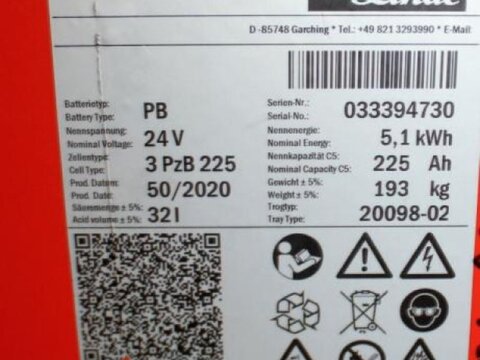 D -85748 Garching * Tel.: +49 821 3293990 * E-Mail:
Batterietyp:
Battery Type: PB
Serien-Nr.:
Serial-No.: 033394730
Nennspannung:
Nominal Voltage: 24 V
Nennenergie:
Nominal Energy: 5,1 kWh
Zellentype:
Cell Type: 3 PzB 225
Nennkapazität C5:
Nominal Capacity C5: 225 Ah
Prod. Datum:
Prod. Date: 50/2020
Gewicht ± 5%:
Weight ± 5%: 193 kg
Säuremenge ± 5%:
Acid volume ± 5%: 32 l
Trogtyp:
Tray Type: 20098-02
Pb